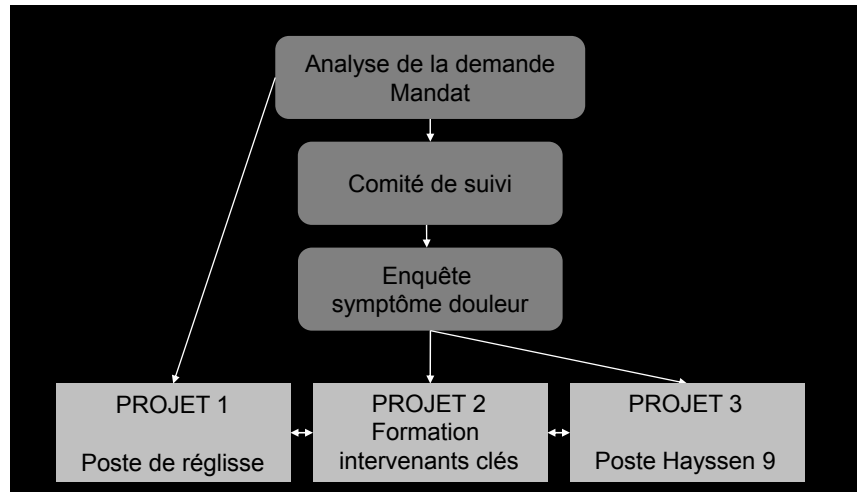 Analyse de la demande
Mandat
Comité de suivi
Enquête
symptôme douleur
PROJET 1
Poste de réglisse
PROJET 2
Formation
intervenants clés
PROJET 3
Poste Hayssen 9